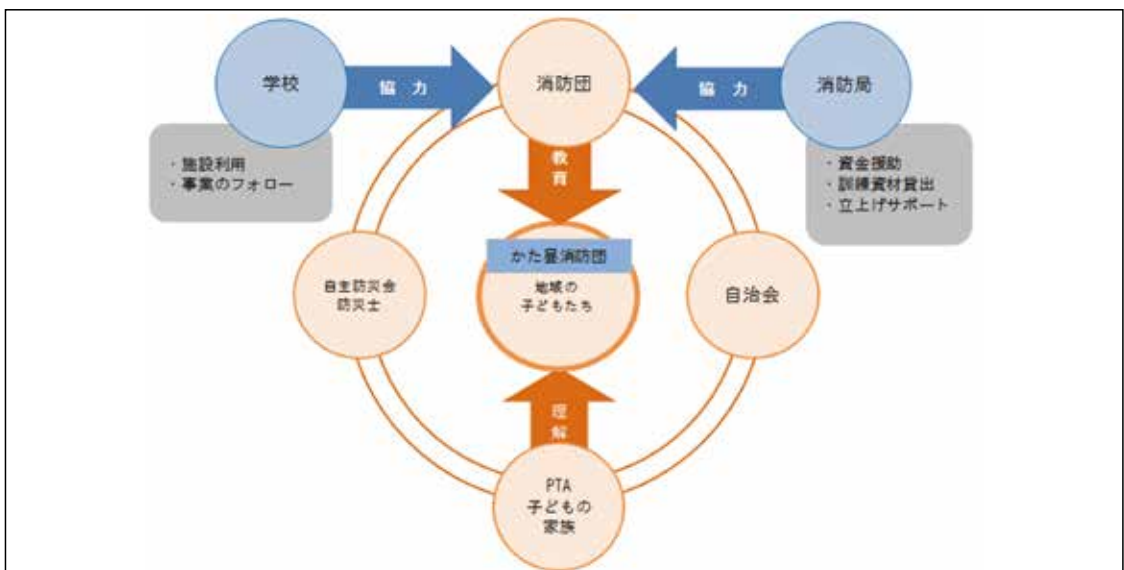 学校
協 力
消防団
協 力
消防局
・施設利用
・事業のフォロー
教育
・資金援助
・訓練資材貸出
・立上げサポート
かた昼消防団
地域の
子どもたち
自主防災会
防災士
自治会
理解
PTA
子どもの
家族